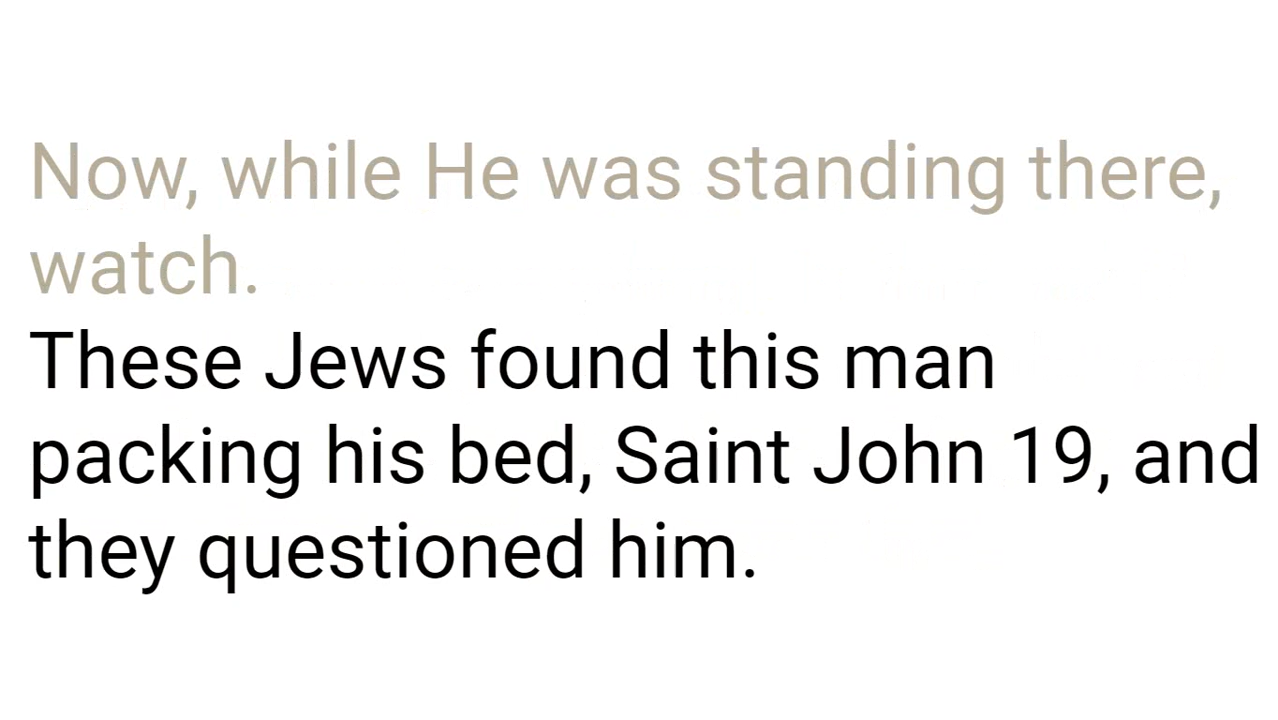 Now, while He was standing there,
watch.
These Jews found this man
packing his bed, Saint John 19, and
they questioned him.